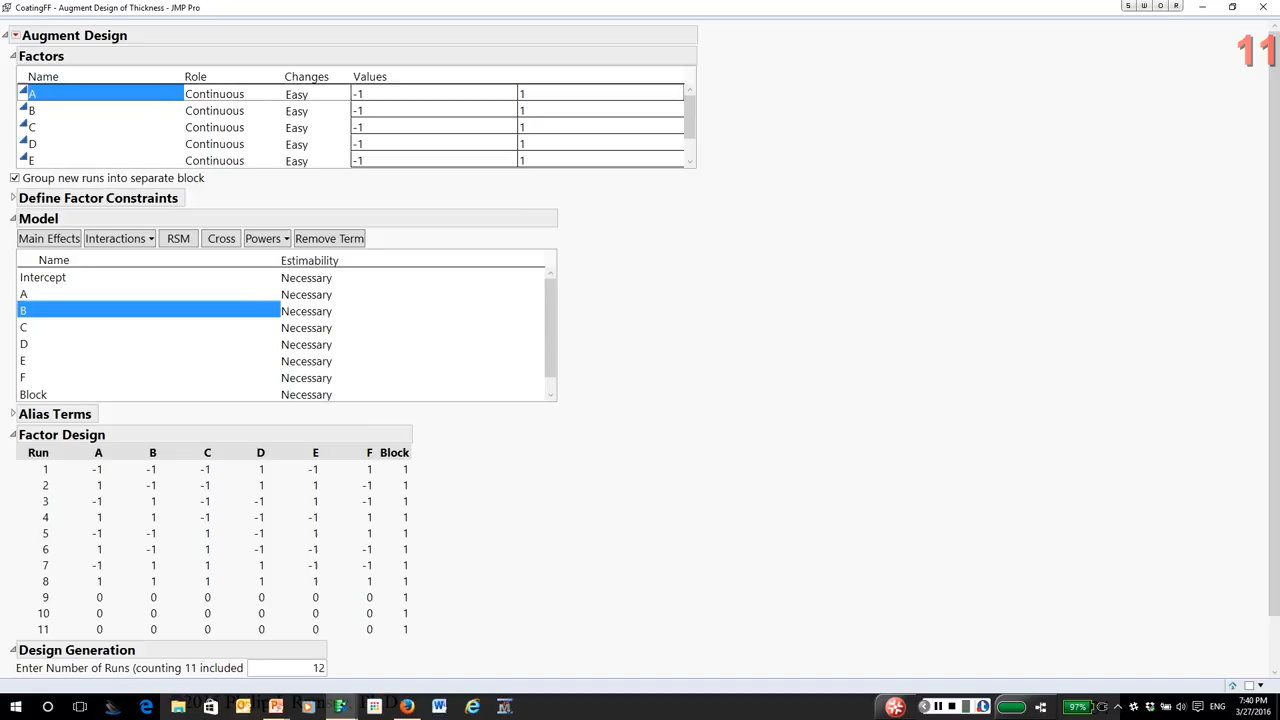 CoatingFF - Augment Design of Thickness - JMP Pro
S W O R
11
Augment Design
Factors
Name Role Changes Values
A Continuous Easy -1 1
B Continuous Easy -1 1
C Continuous Easy -1 1
D Continuous Easy -1 1
E Continuous Easy -1 1
Group new runs into separate block
Define Factor Constraints
Model
Main Effects Interactions RSM Cross Powers Remove Term
Name Estimability
Intercept Necessary
A Necessary
B Necessary
C Necessary
D Necessary
E Necessary
F Necessary
Block Necessary
Alias Terms
Factor Design
Run A B C D E F Block
1 -1 -1 -1 1 -1 1 1
2 1 -1 -1 1 1 -1 1
3 -1 1 -1 -1 1 -1 1
4 1 1 -1 -1 -1 1 1
5 -1 -1 1 -1 1 1 1
6 1 -1 1 -1 -1 -1 1
7 -1 1 1 1 -1 -1 1
8 1 1 1 1 1 1 1
9 0 0 0 0 0 0 1
10 0 0 0 0 0 0 1
11 0 0 0 0 0 0 1
Design Generation
Enter Number of Runs (counting 11 included 12
97%
ENG
7:40 PM
3/27/2016